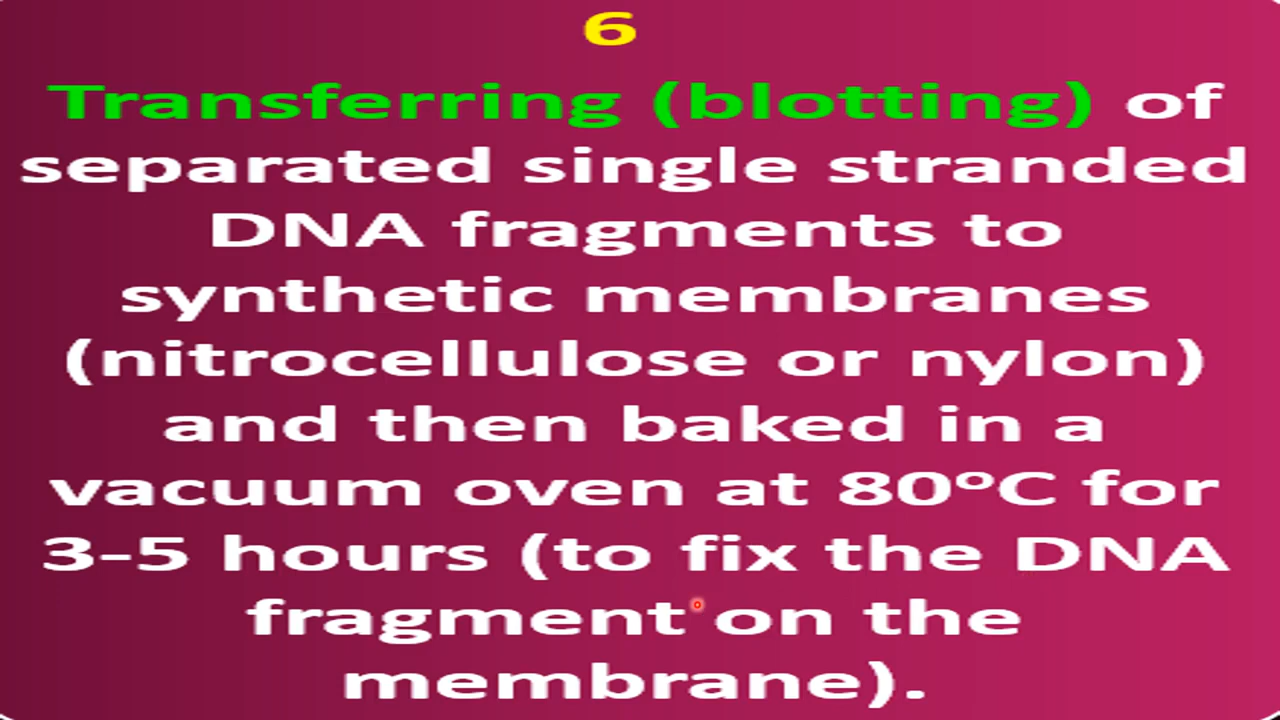 6
Transferring (blotting) of
separated single stranded
DNA fragments to
synthetic membranes
(nitrocellulose or nylon)
and then baked in a
vacuum oven at 80ºC for
3-5 hours (to fix the DNA
fragment on the
membrane).